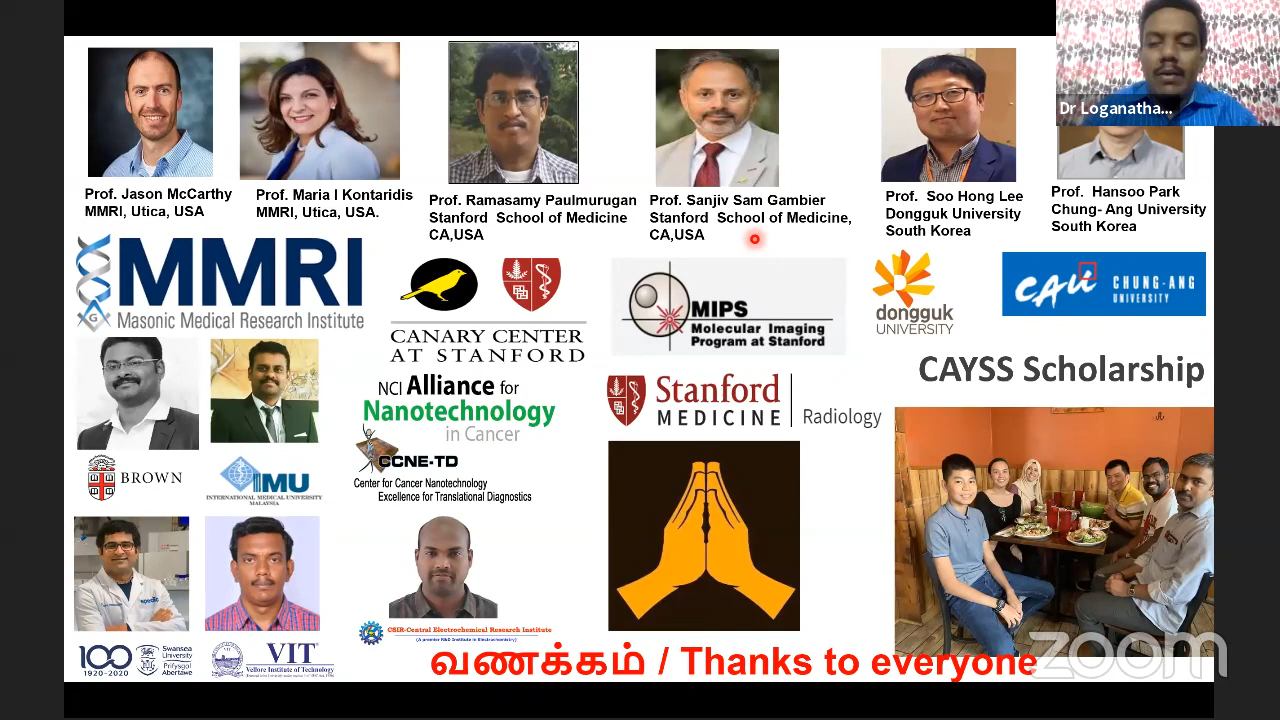 Dr Loganatha...
Prof. Jason McCarthy
MMRI, Utica, USA
Prof. Maria I Kontaridis
MMRI, Utica, USA.
Prof. Ramasamy Paulmurugan
Stanford School of Medicine
CA,USA
Prof. Sanjiv Sam Gambier
Stanford School of Medicine,
CA,USA
Prof. Soo Hong Lee
Dongguk University
South Korea
Prof. Hansoo Park
Chung- Ang University
South Korea
MMRI
G
Masonic Medical Research Institute
CANARY CENTER
AT STANFORD
MIPS
Molecular Imaging
Program at Stanford
dongguk
UNIVERSITY
CAU
CHUNG-ANG
UNIVERSITY
CAYSS Scholarship
NCI Alliance for
Nanotechnology
in Cancer
Stanford
MEDICINE
Radiology
CCNE-TD
Center for Cancer Nanotechnology
Excellence for Translational Diagnostics
BROWN
IMU
INTERNATIONAL MEDICAL UNIVERSITY
MALAYSIA
CSIR-Central Electrochemical Research Institute
(A premier R&D Institute in Electrochemistry)
100
1920-2020
Swansea
University
Prifysgol
Abertawe
VIT
Vellore Institute of Technology
வணக்கம் / Thanks to everyone
zoom